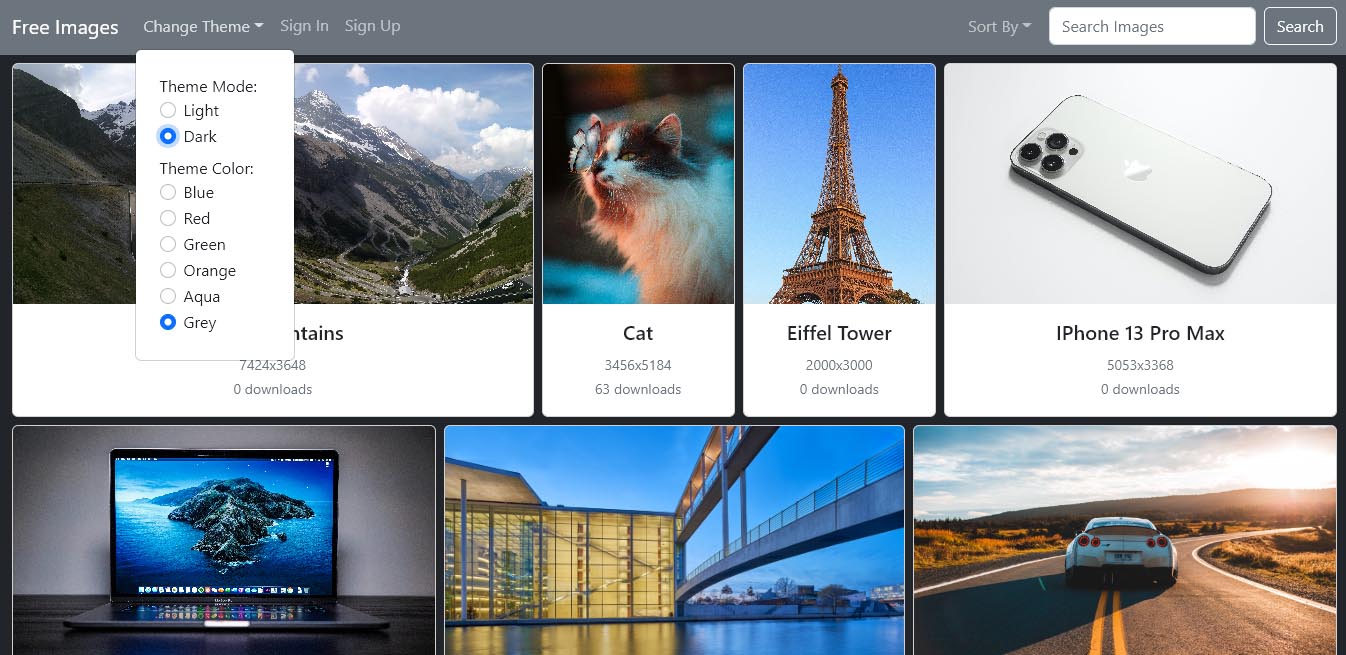 Free Images Change Theme Sign In Sign Up Sort By Search Images Search
Theme Mode:
Light
Dark
Theme Color:
Blue
Red
Green
Orange
Aqua
Grey
ntains
7424x3648
0 downloads
Cat
3456x5184
63 downloads
Eiffel Tower
2000x3000
0 downloads
IPhone 13 Pro Max
5053x3368
0 downloads